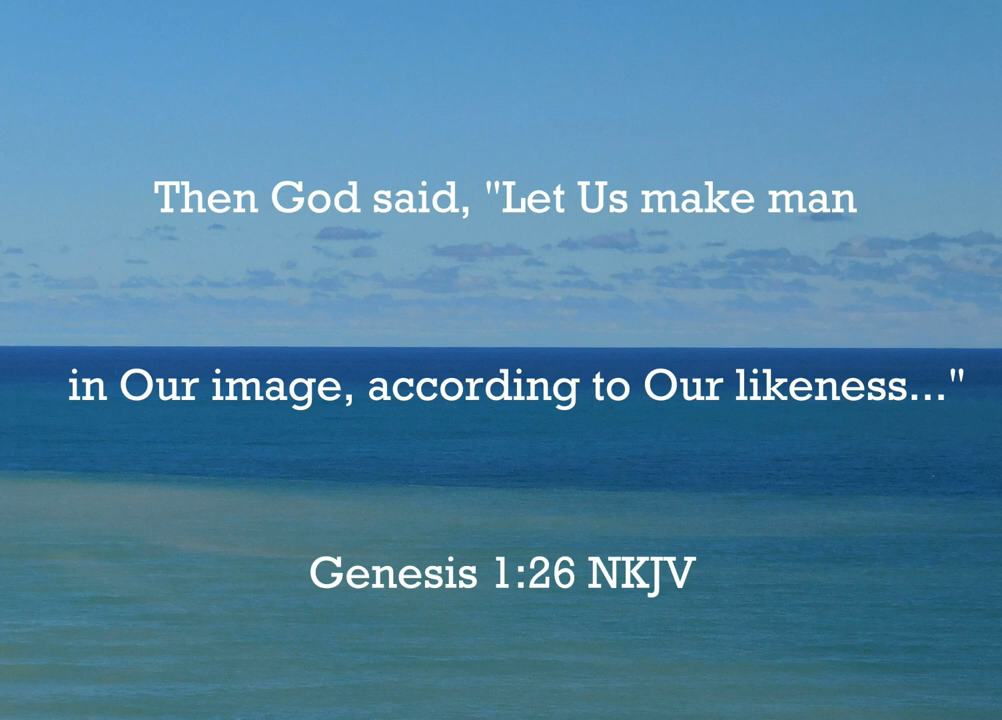 Then God said, "Let Us make man
in Our image, according to Our likeness..."
Genesis 1:26 NKJV